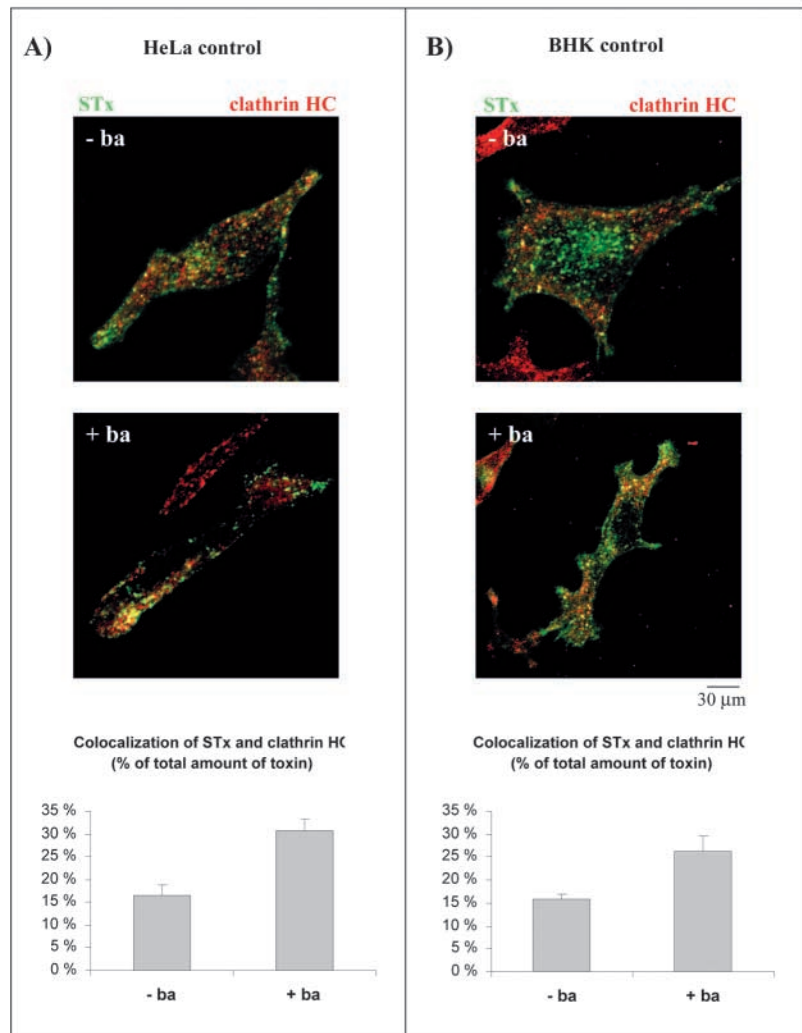 A)
HeLa control
STx clathrin HC
- ba
+ ba
Colocalization of STx and clathrin HC
(% of total amount of toxin)
35 %
30 %
25 %
20 %
15 %
10 %
5 %
0 %
- ba + ba
B)
BHK control
STx clathrin HC
- ba
+ ba
30 µm
Colocalization of STx and clathrin HC
(% of total amount of toxin)
35 %
30 %
25 %
20 %
15 %
10 %
5 %
0 %
- ba + ba